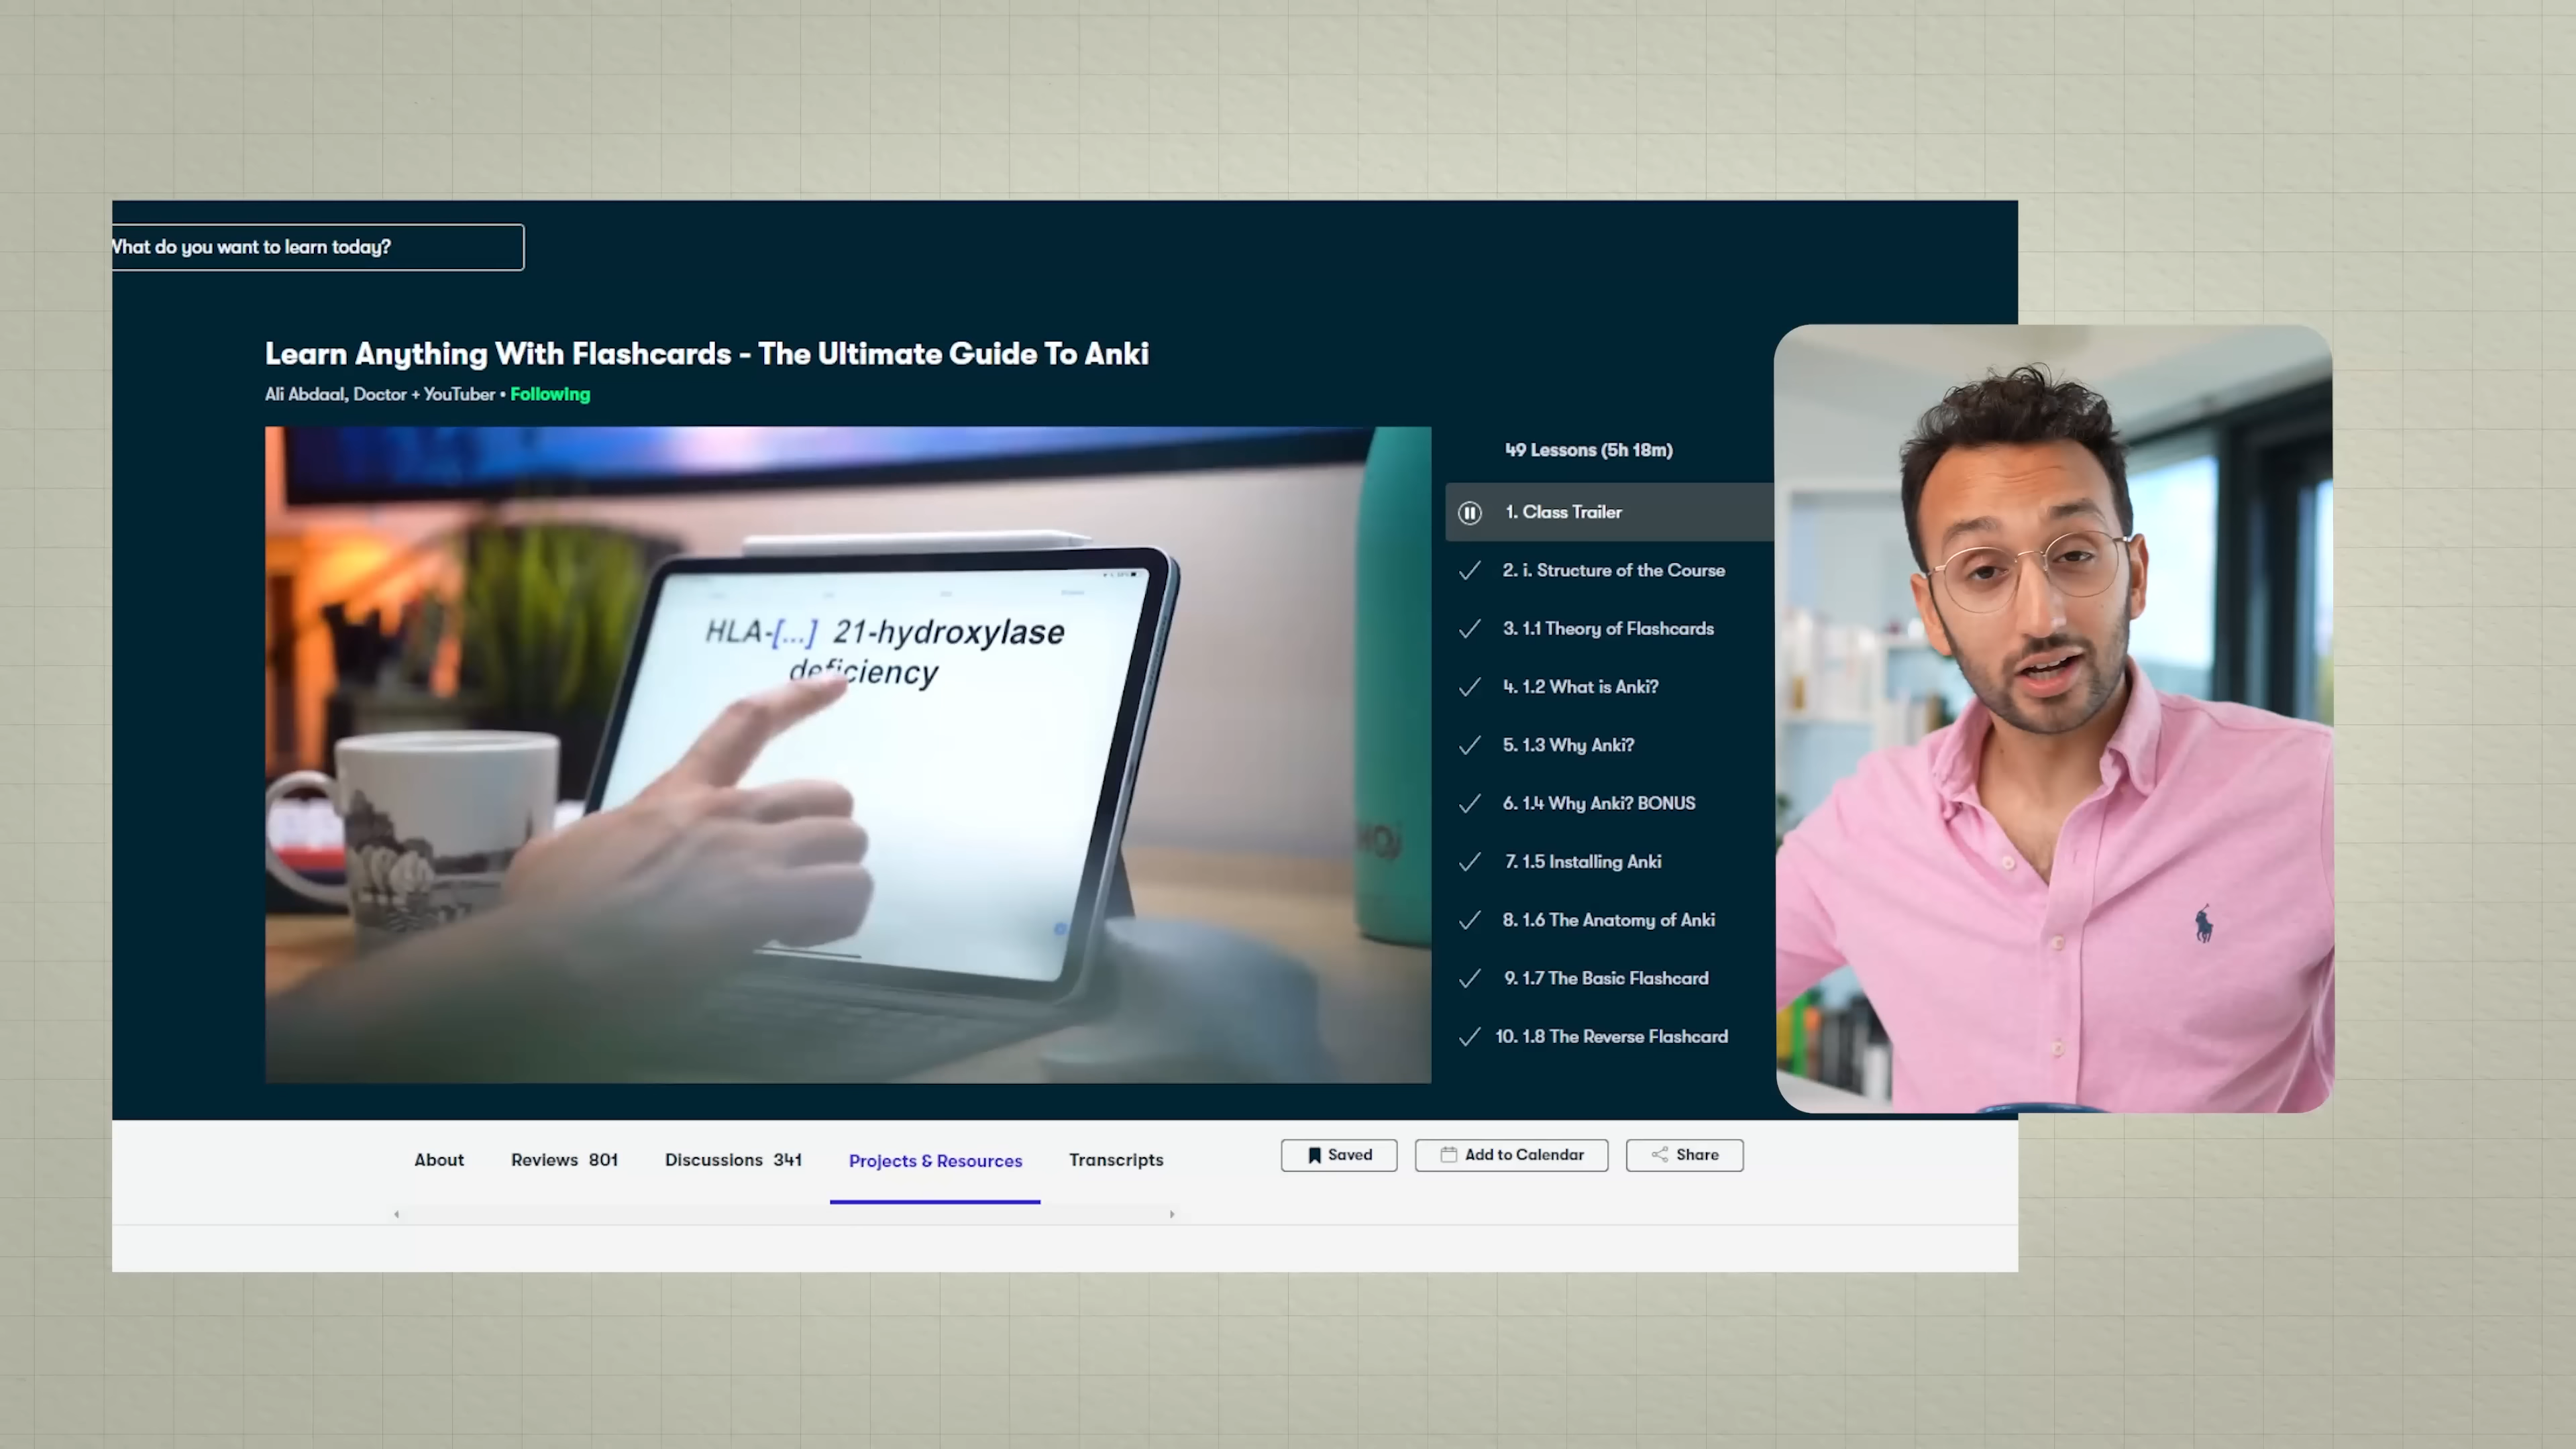 What do you want to learn today?
Learn Anything With Flashcards - The Ultimate Guide To Anki
Ali Abdaal, Doctor + YouTuber • Following
HLA-[...] 21-hydroxylase
deficiency
49 Lessons (5h 18m)
1. Class Trailer
2. i. Structure of the Course
3. 1.1 Theory of Flashcards
4. 1.2 What is Anki?
5. 1.3 Why Anki?
6. 1.4 Why Anki? BONUS
7. 1.5 Installing Anki
8. 1.6 The Anatomy of Anki
9. 1.7 The Basic Flashcard
10. 1.8 The Reverse Flashcard
About Reviews 801 Discussions 341 Projects & Resources Transcripts
Saved Add to Calendar Share